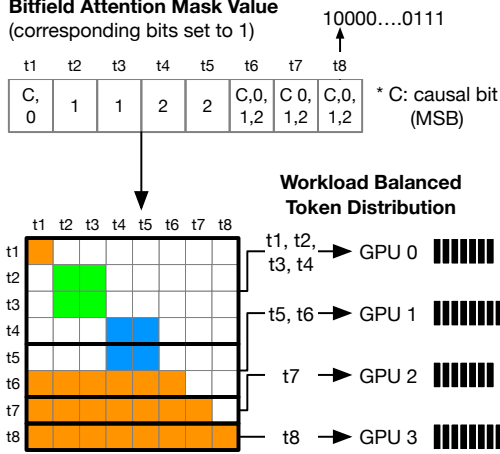 Bitfield Attention Mask Value
(corresponding bits set to 1)
10000....0111
t1 t2 t3 t4 t5 t6 t7 t8
C, 0 1 1 2 2 C,0, 1,2 C 0, 1,2 C,0, 1,2
* C: causal bit
(MSB)
Workload Balanced
Token Distribution
t1 t2 t3 t4 t5 t6 t7 t8
t1
t2
t3
t4
t5
t6
t7
t8
t1, t2,
t3, t4
GPU 0
t5, t6
GPU 1
t7
GPU 2
t8
GPU 3